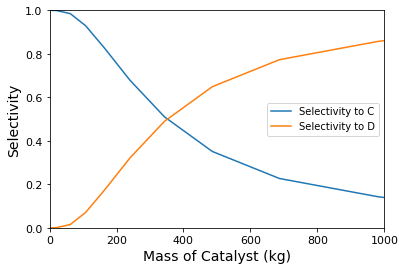 1.0
0.8
0.6
0.4
0.2
0.0
Selectivity
Selectivity to C
Selectivity to D
0 200 400 600 800 1000
Mass of Catalyst (kg)